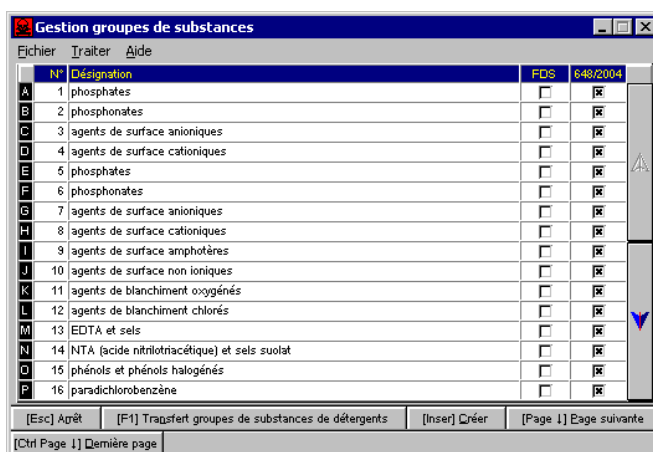 Gestion groupes de substances
Fichier Traiter Aide
N° Désignation FDS 648/2004
A 1 phosphates
B 2 phosphonates
C 3 agents de surface anioniques
D 4 agents de surface cationiques
E 5 phosphates
F 6 phosphonates
G 7 agents de surface anioniques
H 8 agents de surface cationiques
I 9 agents de surface amphotères
J 10 agents de surface non ioniques
K 11 agents de blanchiment oxygénés
L 12 agents de blanchiment chlorés
M 13 EDTA et sels
N 14 NTA (acide nitrilotriacétique) et sels suolat
O 15 phénols et phénols halogénés
P 16 paradichlorobenzène
[Esc] Arrêt [F1] Transfert groupes de substances de détergents [Inser] Créer [Page ↓] Page suivante
[Ctrl Page ↓] Dernière page